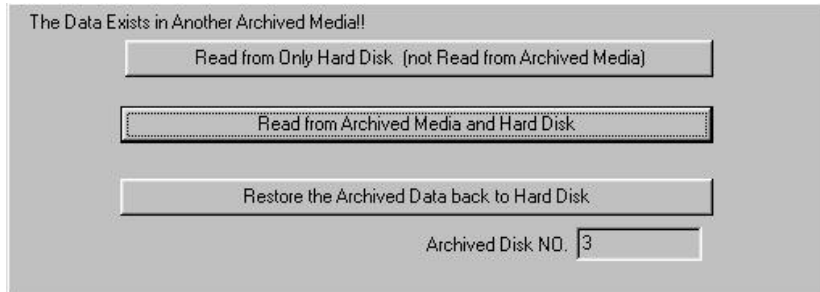 The Data Exists in Another Archived Media!!
Read from Only Hard Disk (not Read from Archived Media)
Read from Archived Media and Hard Disk
Restore the Archived Data back to Hard Disk
Archived Disk NO. 3